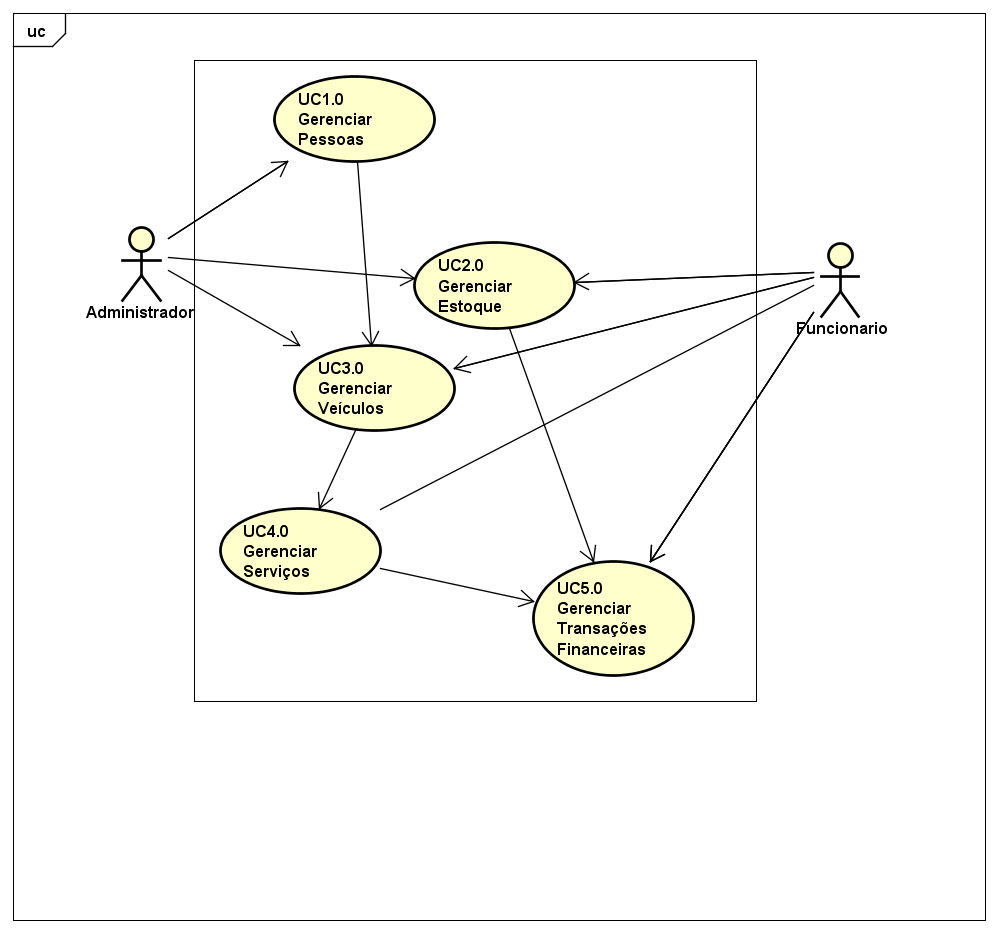 uc
UC1.0
Gerenciar
Pessoas
Administrador
UC2.0
Gerenciar
Estoque
Funcionario
UC3.0
Gerenciar
Veículos
UC4.0
Gerenciar
Serviços
UC5.0
Gerenciar
Transações
Financeiras